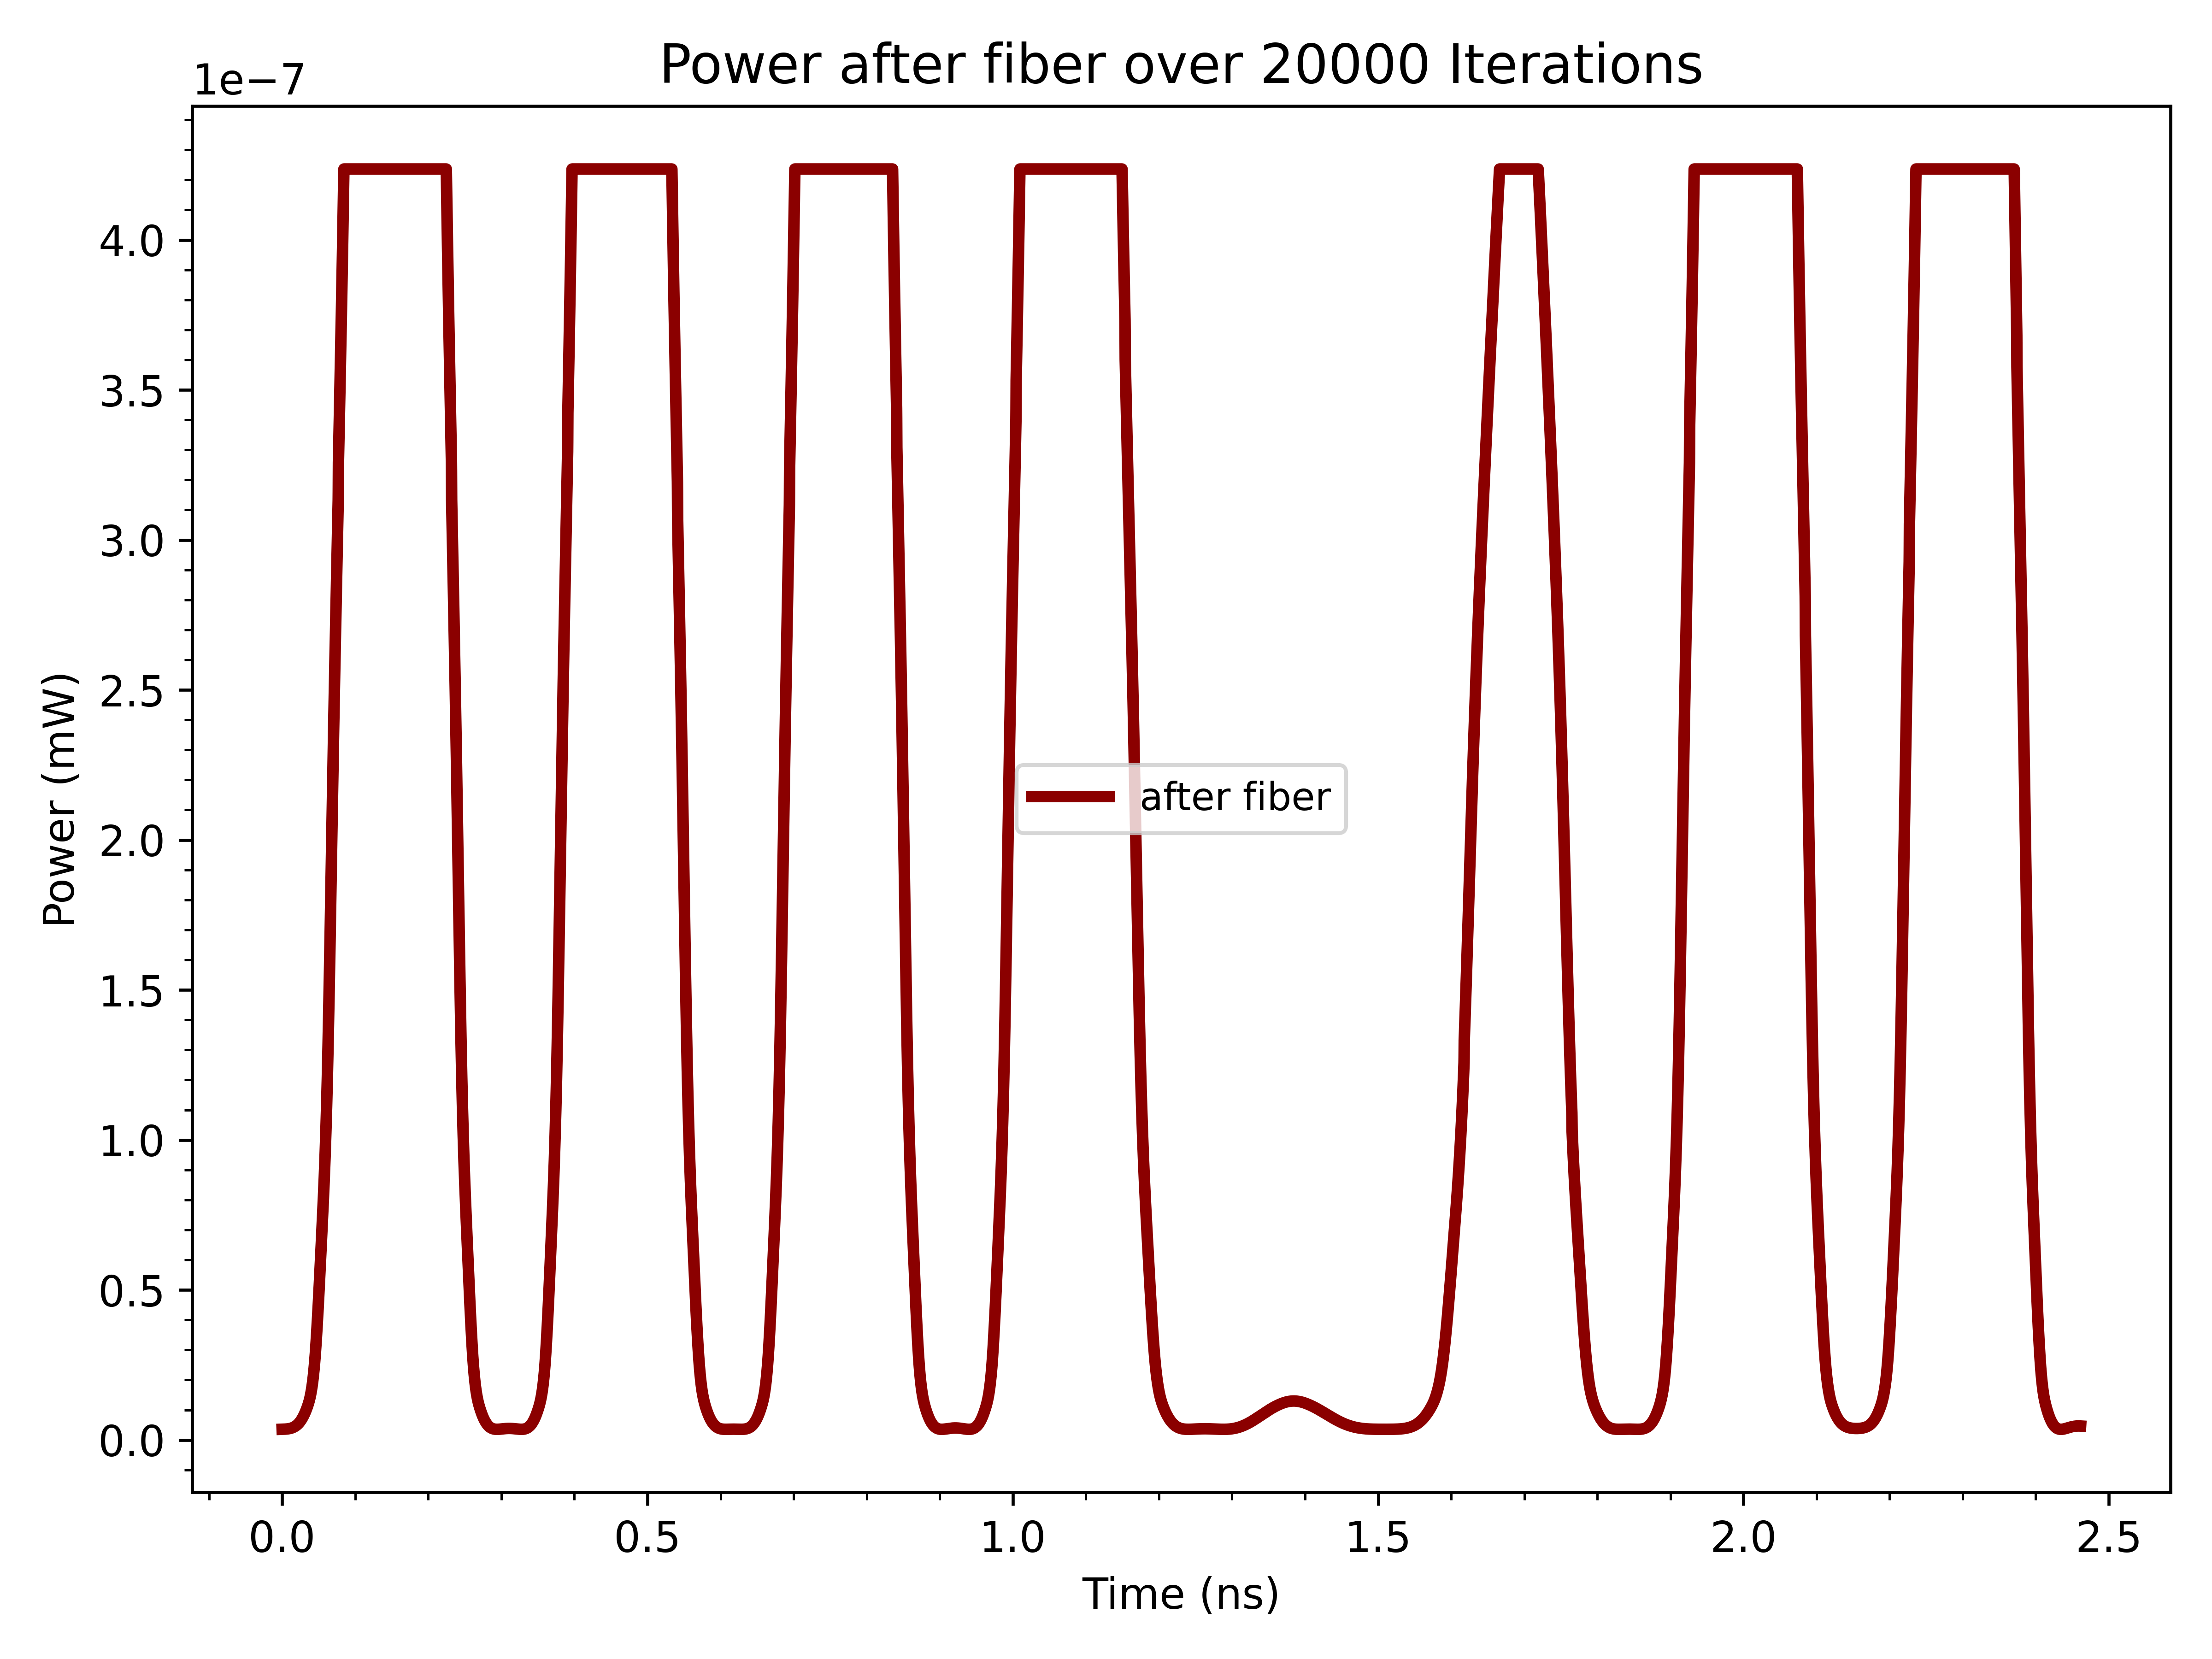 Power after fiber over 20000 Iterations
1e−7
4.0
3.5
3.0
2.5
2.0
1.5
1.0
0.5
0.0
Power (mW)
after fiber
0.0 0.5 1.0 1.5 2.0 2.5
Time (ns)